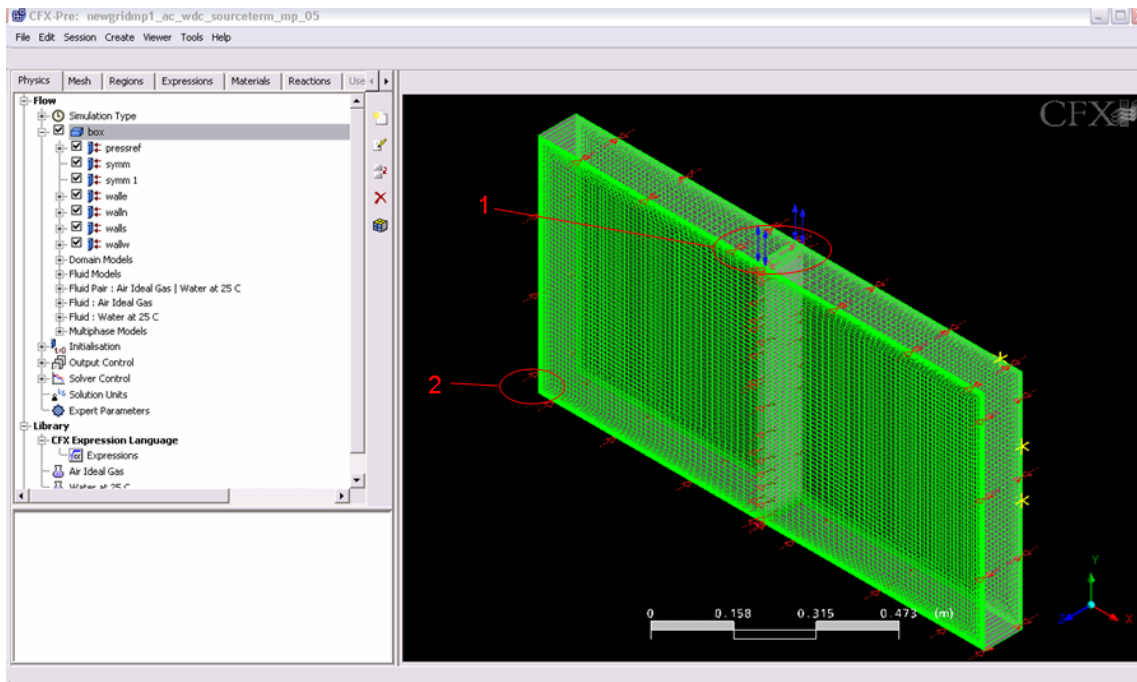 CFX-Pre: newgridmp1_ac_wdc_sourceterm_mp_05
File Edit Session Create Viewer Tools Help
Physics Mesh Regions Expressions Materials Reactions Use
Flow
Simulation Type
box
pressref
symm
symm 1
walle
walln
walls
wallw
Domain Models
Fluid Models
Fluid Pair : Air Ideal Gas | Water at 25 C
Fluid : Air Ideal Gas
Fluid : Water at 25 C
Multiphase Models
Initialisation
Output Control
Solver Control
Solution Units
Expert Parameters
Library
CFX Expression Language
Expressions
Air Ideal Gas
Water at 25 C
CFX
1
2
0 0.158 0.315 0.473 (m)
Y
Z X